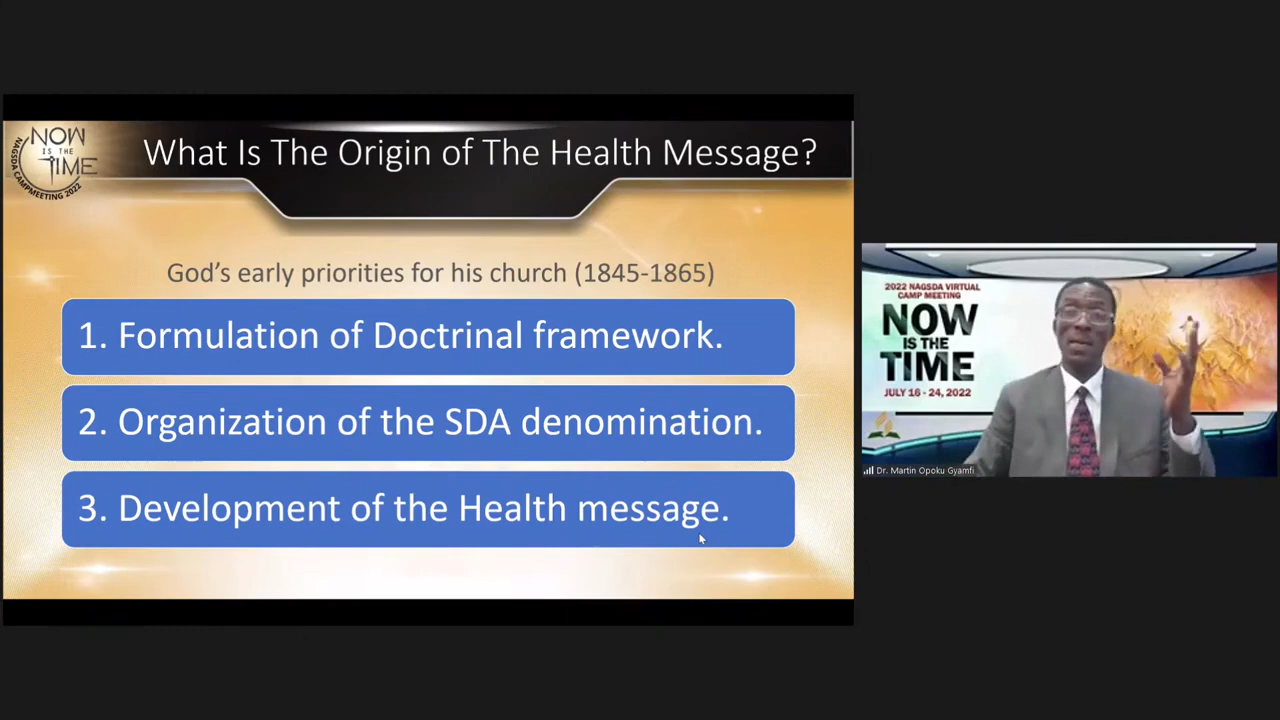 NOW
IS THE
TIME
NAGSDA CAMPMEETING 2022
What Is The Origin of The Health Message?
God's early priorities for his church (1845-1865)
1. Formulation of Doctrinal framework.
2. Organization of the SDA denomination.
3. Development of the Health message.
2022 NAGSDA VIRTUAL
CAMP MEETING
NOW
IS THE
TIME
JULY 16 - 24, 2022
Dr. Martin Opoku Gyamfi